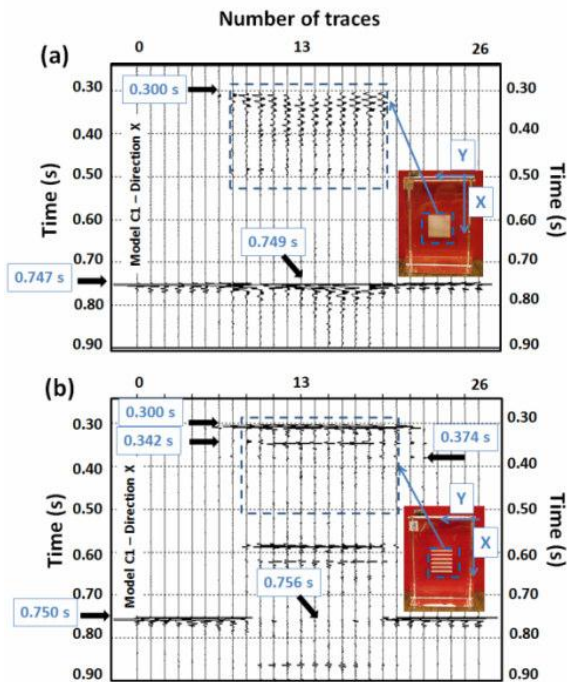 Number of traces
(a)
0 13 26
0.30 0.300 s 0.30
0.40 0.40
0.50 0.50
0.60 0.60
0.70 0.70
0.80 0.80
0.90 0.90
Time (s)
Time (s)
Model C1 – Direction X
Y
X
0.749 s
0.747 s
(b)
0 13 26
0.300 s
0.342 s
0.374 s
0.30 0.30
0.40 0.40
0.50 0.50
0.60 0.60
0.70 0.70
0.80 0.80
0.90 0.90
Time (s)
Time (s)
Model C1 – Direction X
Y
X
0.756 s
0.750 s